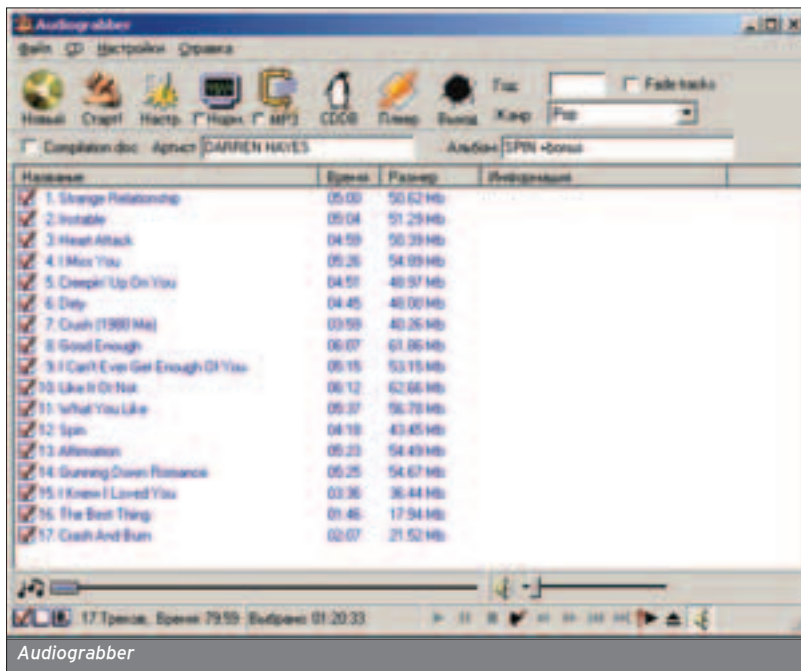 Audiograbber
Файл CD Настройки Справка
Год: Fade tracks
Новый Старт! Настр. Норм. MP3 CDDB Плеер Выход Жанр Pop
Compilation disc Артист DARREN HAYES Альбом SPIN +bonus
Название Время Размер Информация
1. Strange Relationship 05:00 50.62 Mb
2. Instable 05:04 51.29 Mb
3. Heart Attack 04:59 50.39 Mb
4. I Miss You 05:26 54.99 Mb
5. Creepin' Up On You 04:51 48.97 Mb
6. Dirty 04:45 48.00 Mb
7. Crush (1980 Me) 03:59 40.26 Mb
8. Good Enough 06:07 61.86 Mb
9. I Can't Ever Get Enough Of You 05:15 53.15 Mb
10. Like It Or Not 06:12 62.66 Mb
11. What You Like 05:37 56.78 Mb
12. Spin 04:18 43.45 Mb
13. Affirmation 05:23 54.49 Mb
14. Gunning Down Romance 05:25 54.67 Mb
15. I Knew I Loved You 03:36 36.44 Mb
16. The Best Thing 01:46 17.94 Mb
17. Crash And Burn 02:07 21.52 Mb
17 Треков, Время 79:59 Выбрано: 01:20:33
Audiograbber